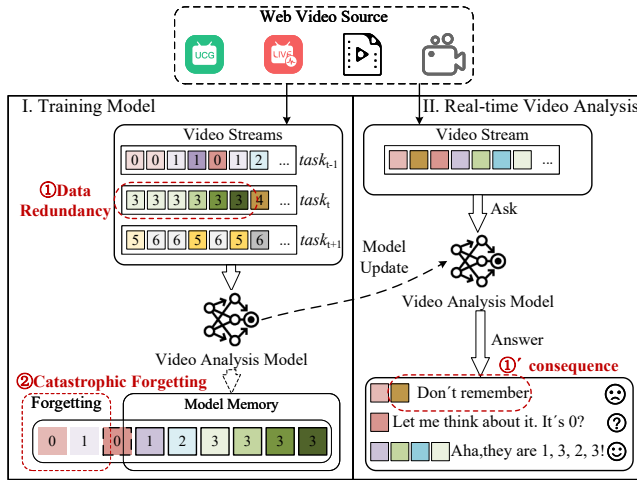 Web Video Source
UCG
LIVE
I. Training Model
Video Streams
0 0 1 1 0 1 2 ... task_{t-1}
①Data
Redundancy
3 3 3 3 3 3 4 ... task_t
5 6 6 5 6 5 6 ... task_{t+1}
Video Analysis Model
②Catastrophic Forgetting
Forgetting
Model Memory
0 1 0 1 2 3 3 3 3
Model
Update
II. Real-time Video Analysis
Video Stream
...
Ask
Video Analysis Model
Answer
①´ consequence
Don´t remember
Let me think about it. It´s 0?
?
Aha,they are 1, 3, 2, 3!